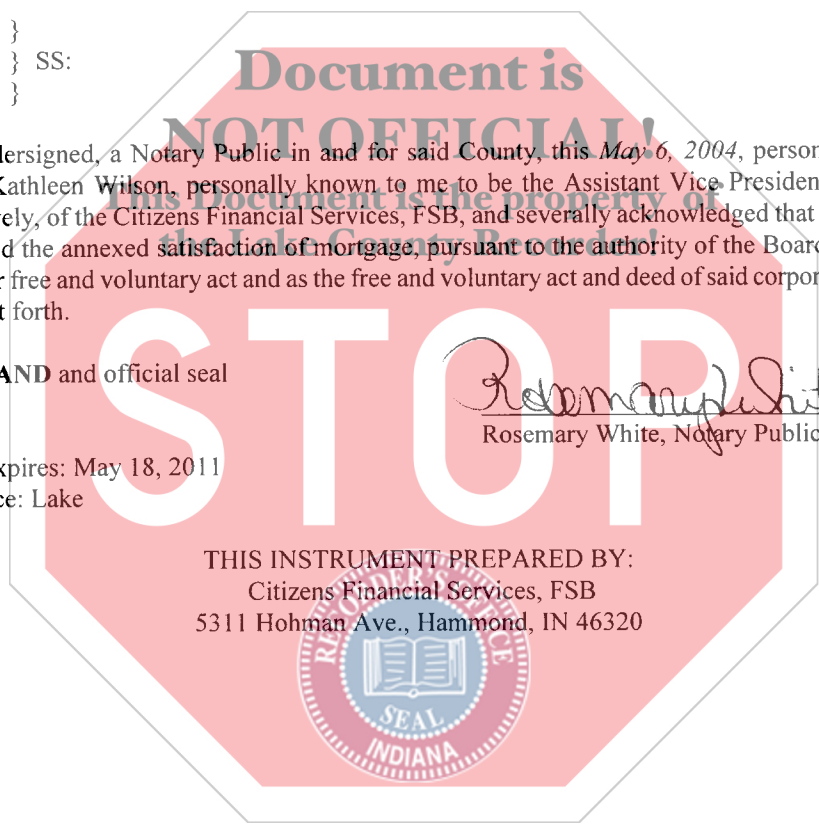 }
} SS:
}
Document is
NOT OFFICIAL!
This Document is the property of
the Lake County Recorder!
dersigned, a Notary Public in and for said County, this May 6, 2004, person
Kathleen Wilson, personally known to me to be the Assistant Vice Presiden
vely, of the Citizens Financial Services, FSB, and severally acknowledged that
d the annexed satisfaction of mortgage, pursuant to the authority of the Board
r free and voluntary act and as the free and voluntary act and deed of said corpor
t forth.
STOP
AND and official seal
Rosemary Whit
Rosemary White, Notary Public
xpires: May 18, 2011
ce: Lake
THIS INSTRUMENT PREPARED BY:
Citizens Financial Services, FSB
5311 Hohman Ave., Hammond, IN 46320
RECORDER'S OFFICE
SEAL
INDIANA